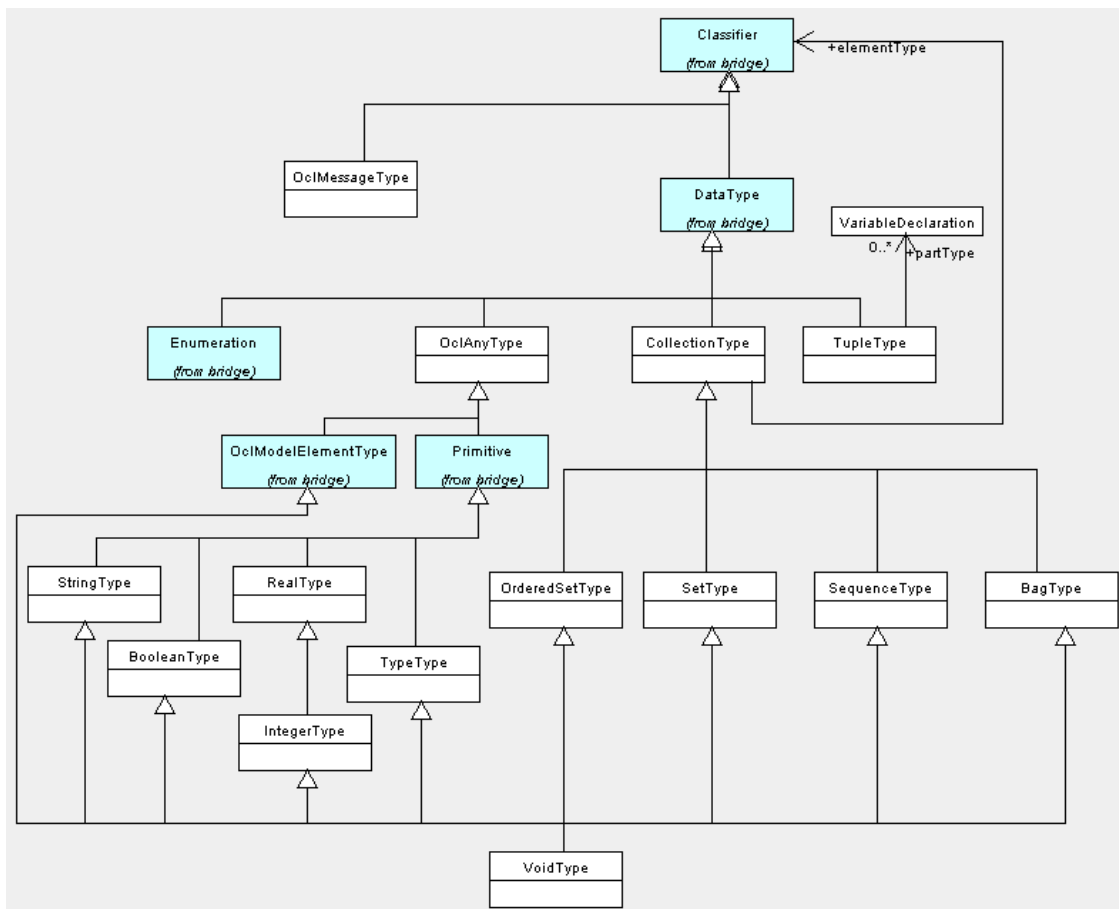 Classifier
(from bridge)
+elementType
OclMessageType
DataType
(from bridge)
VariableDeclaration
0..*
+partType
Enumeration
(from bridge)
OclAnyType
CollectionType
TupleType
OclModelElementType
(from bridge)
Primitive
(from bridge)
StringType
RealType
OrderedSetType
SetType
SequenceType
BagType
BooleanType
TypeType
IntegerType
VoidType